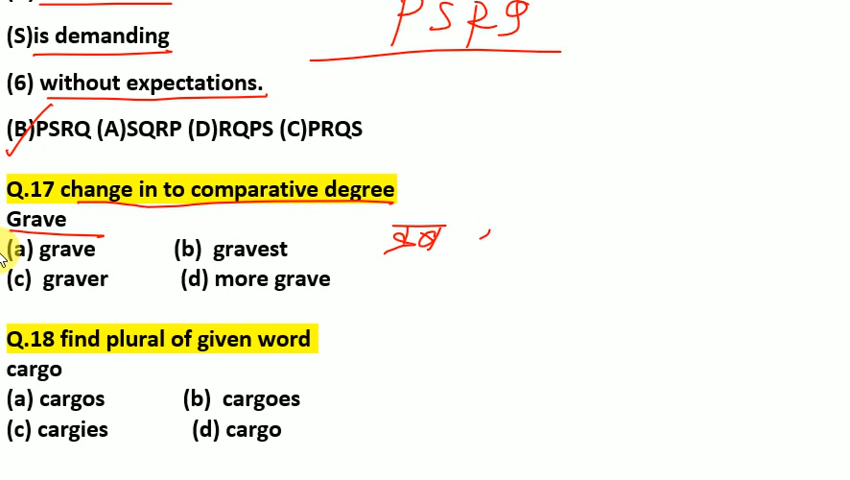 PSRQ
(S)is demanding
(6) without expectations.
(B)PSRQ (A)SQRP (D)RQPS (C)PRQS
Q.17 change in to comparative degree
Grave
(a) grave (b) gravest
(c) graver (d) more grave
Q.18 find plural of given word
cargo
(a) cargos (b) cargoes
(c) cargies (d) cargo